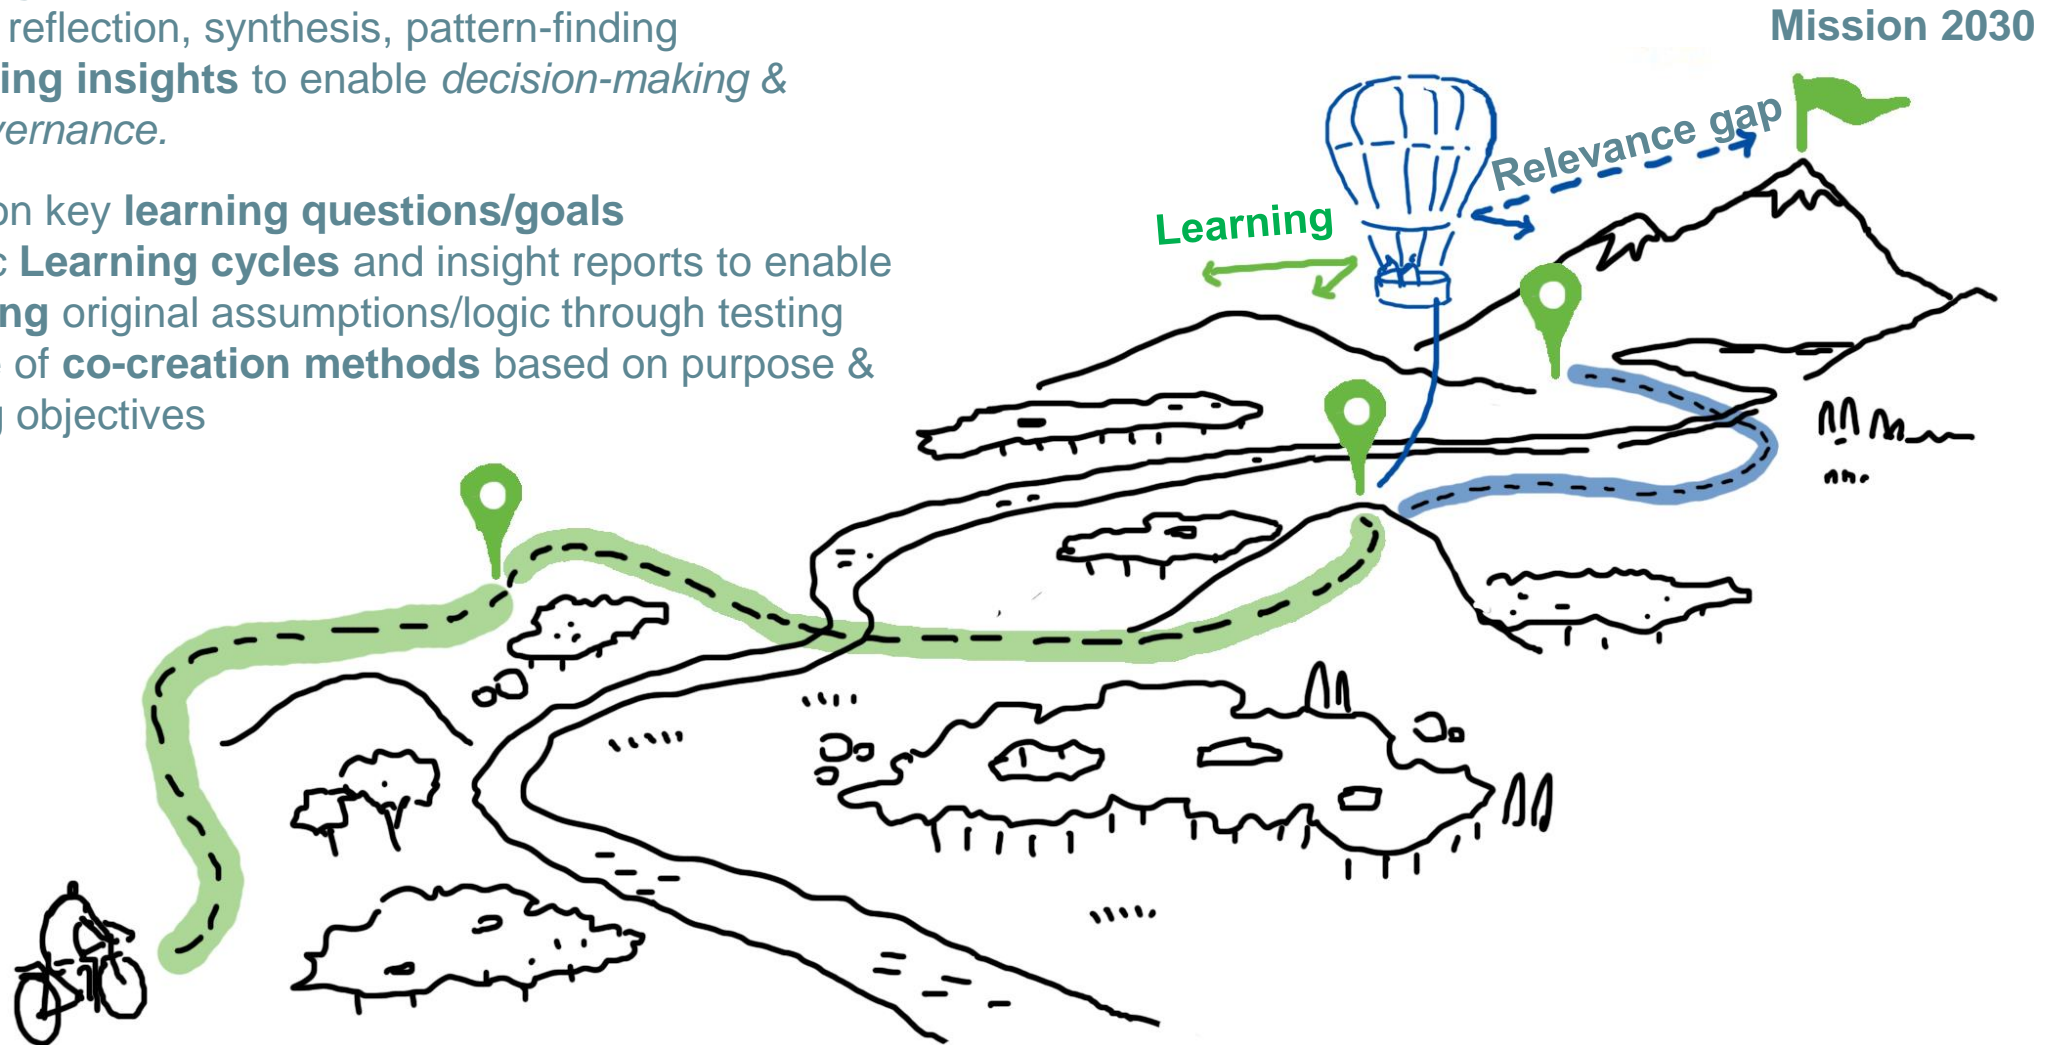 reflection, synthesis, pattern-finding
ing insights to enable decision-making &
vernance.
on key learning questions/goals
c Learning cycles and insight reports to enable
ng original assumptions/logic through testing
e of co-creation methods based on purpose &
g objectives
Mission 2030
Relevance gap
Learning